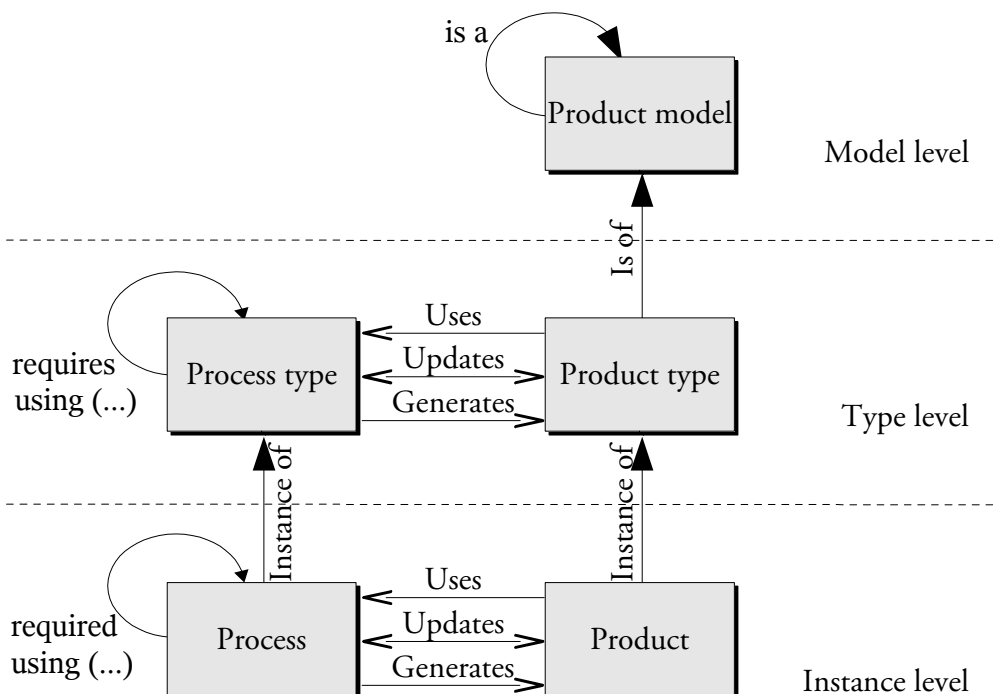 is a
Product model
Model level
Is of
Uses
Updates
Generates
requires
using (...)
Process type
Product type
Type level
Instance of
Instance of
Uses
Updates
Generates
required
using (...)
Process
Product
Instance level